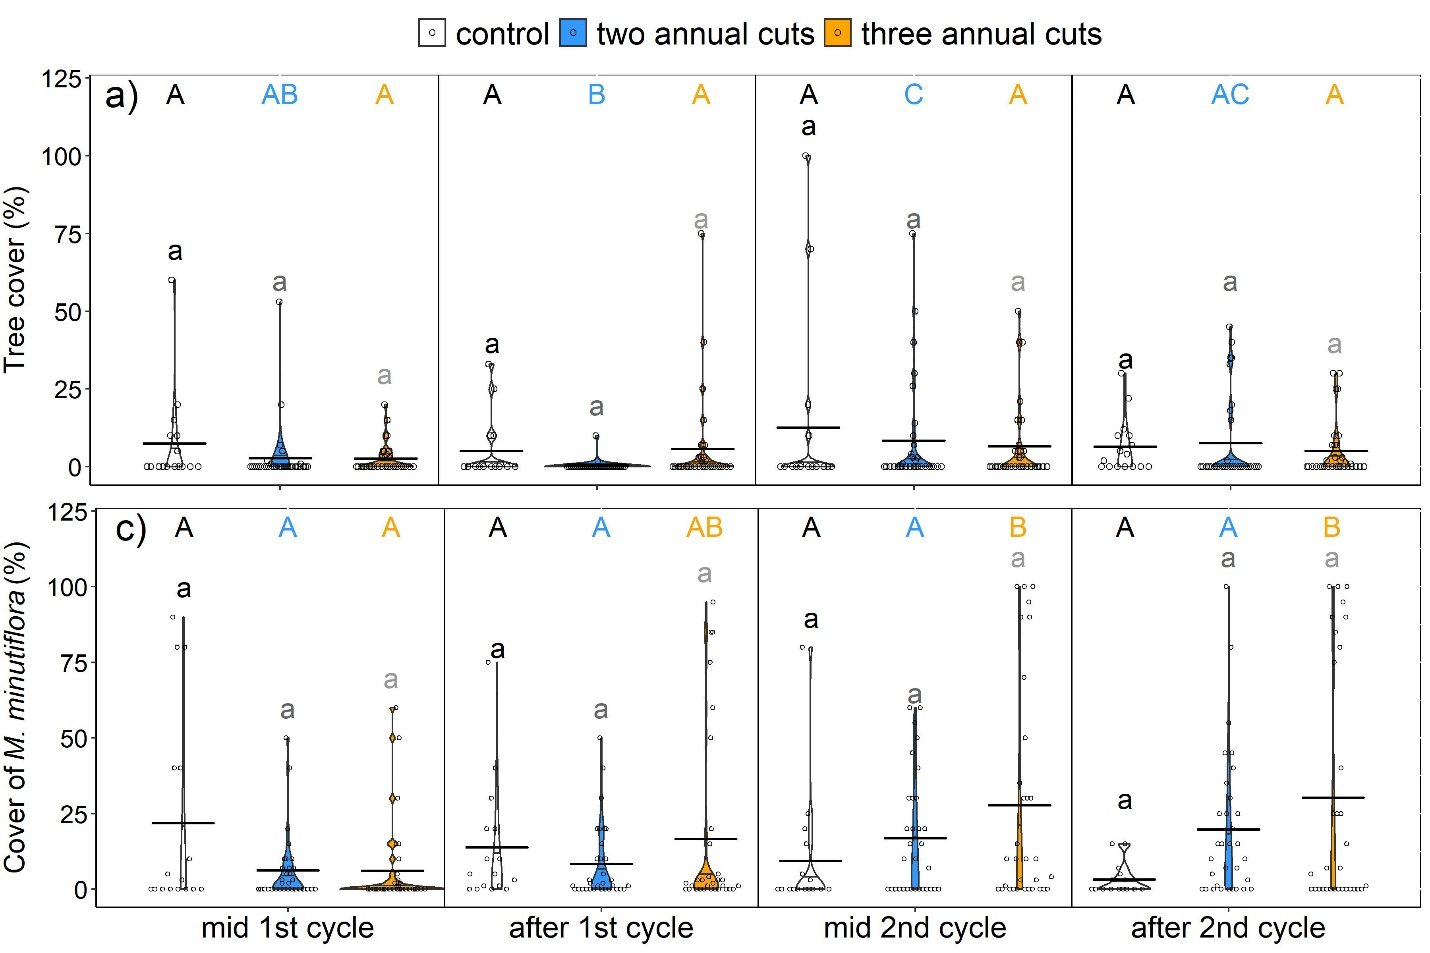 control two annual cuts three annual cuts
125 a) A AB A A B A A C A A AC A
a
100
a
75 a a
a
a a a
50
a a a a
a
25 a
0
Tree cover (%)
125 c) A A A A A AB A A B A A B
a a a
a
100 a
a
75 a
a
a a a
50
25 a
0
Cover of M. minutiflora (%)
mid 1st cycle after 1st cycle mid 2nd cycle after 2nd cycle